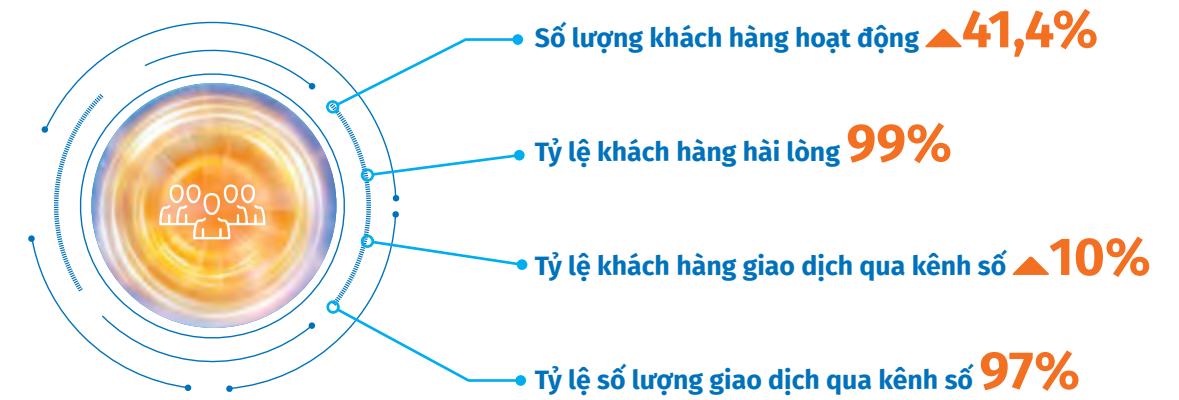 Số lượng khách hàng hoạt động ▲41,4%
Tỷ lệ khách hàng hài lòng 99%
Tỷ lệ khách hàng giao dịch qua kênh số ▲10%
Tỷ lệ số lượng giao dịch qua kênh số 97%